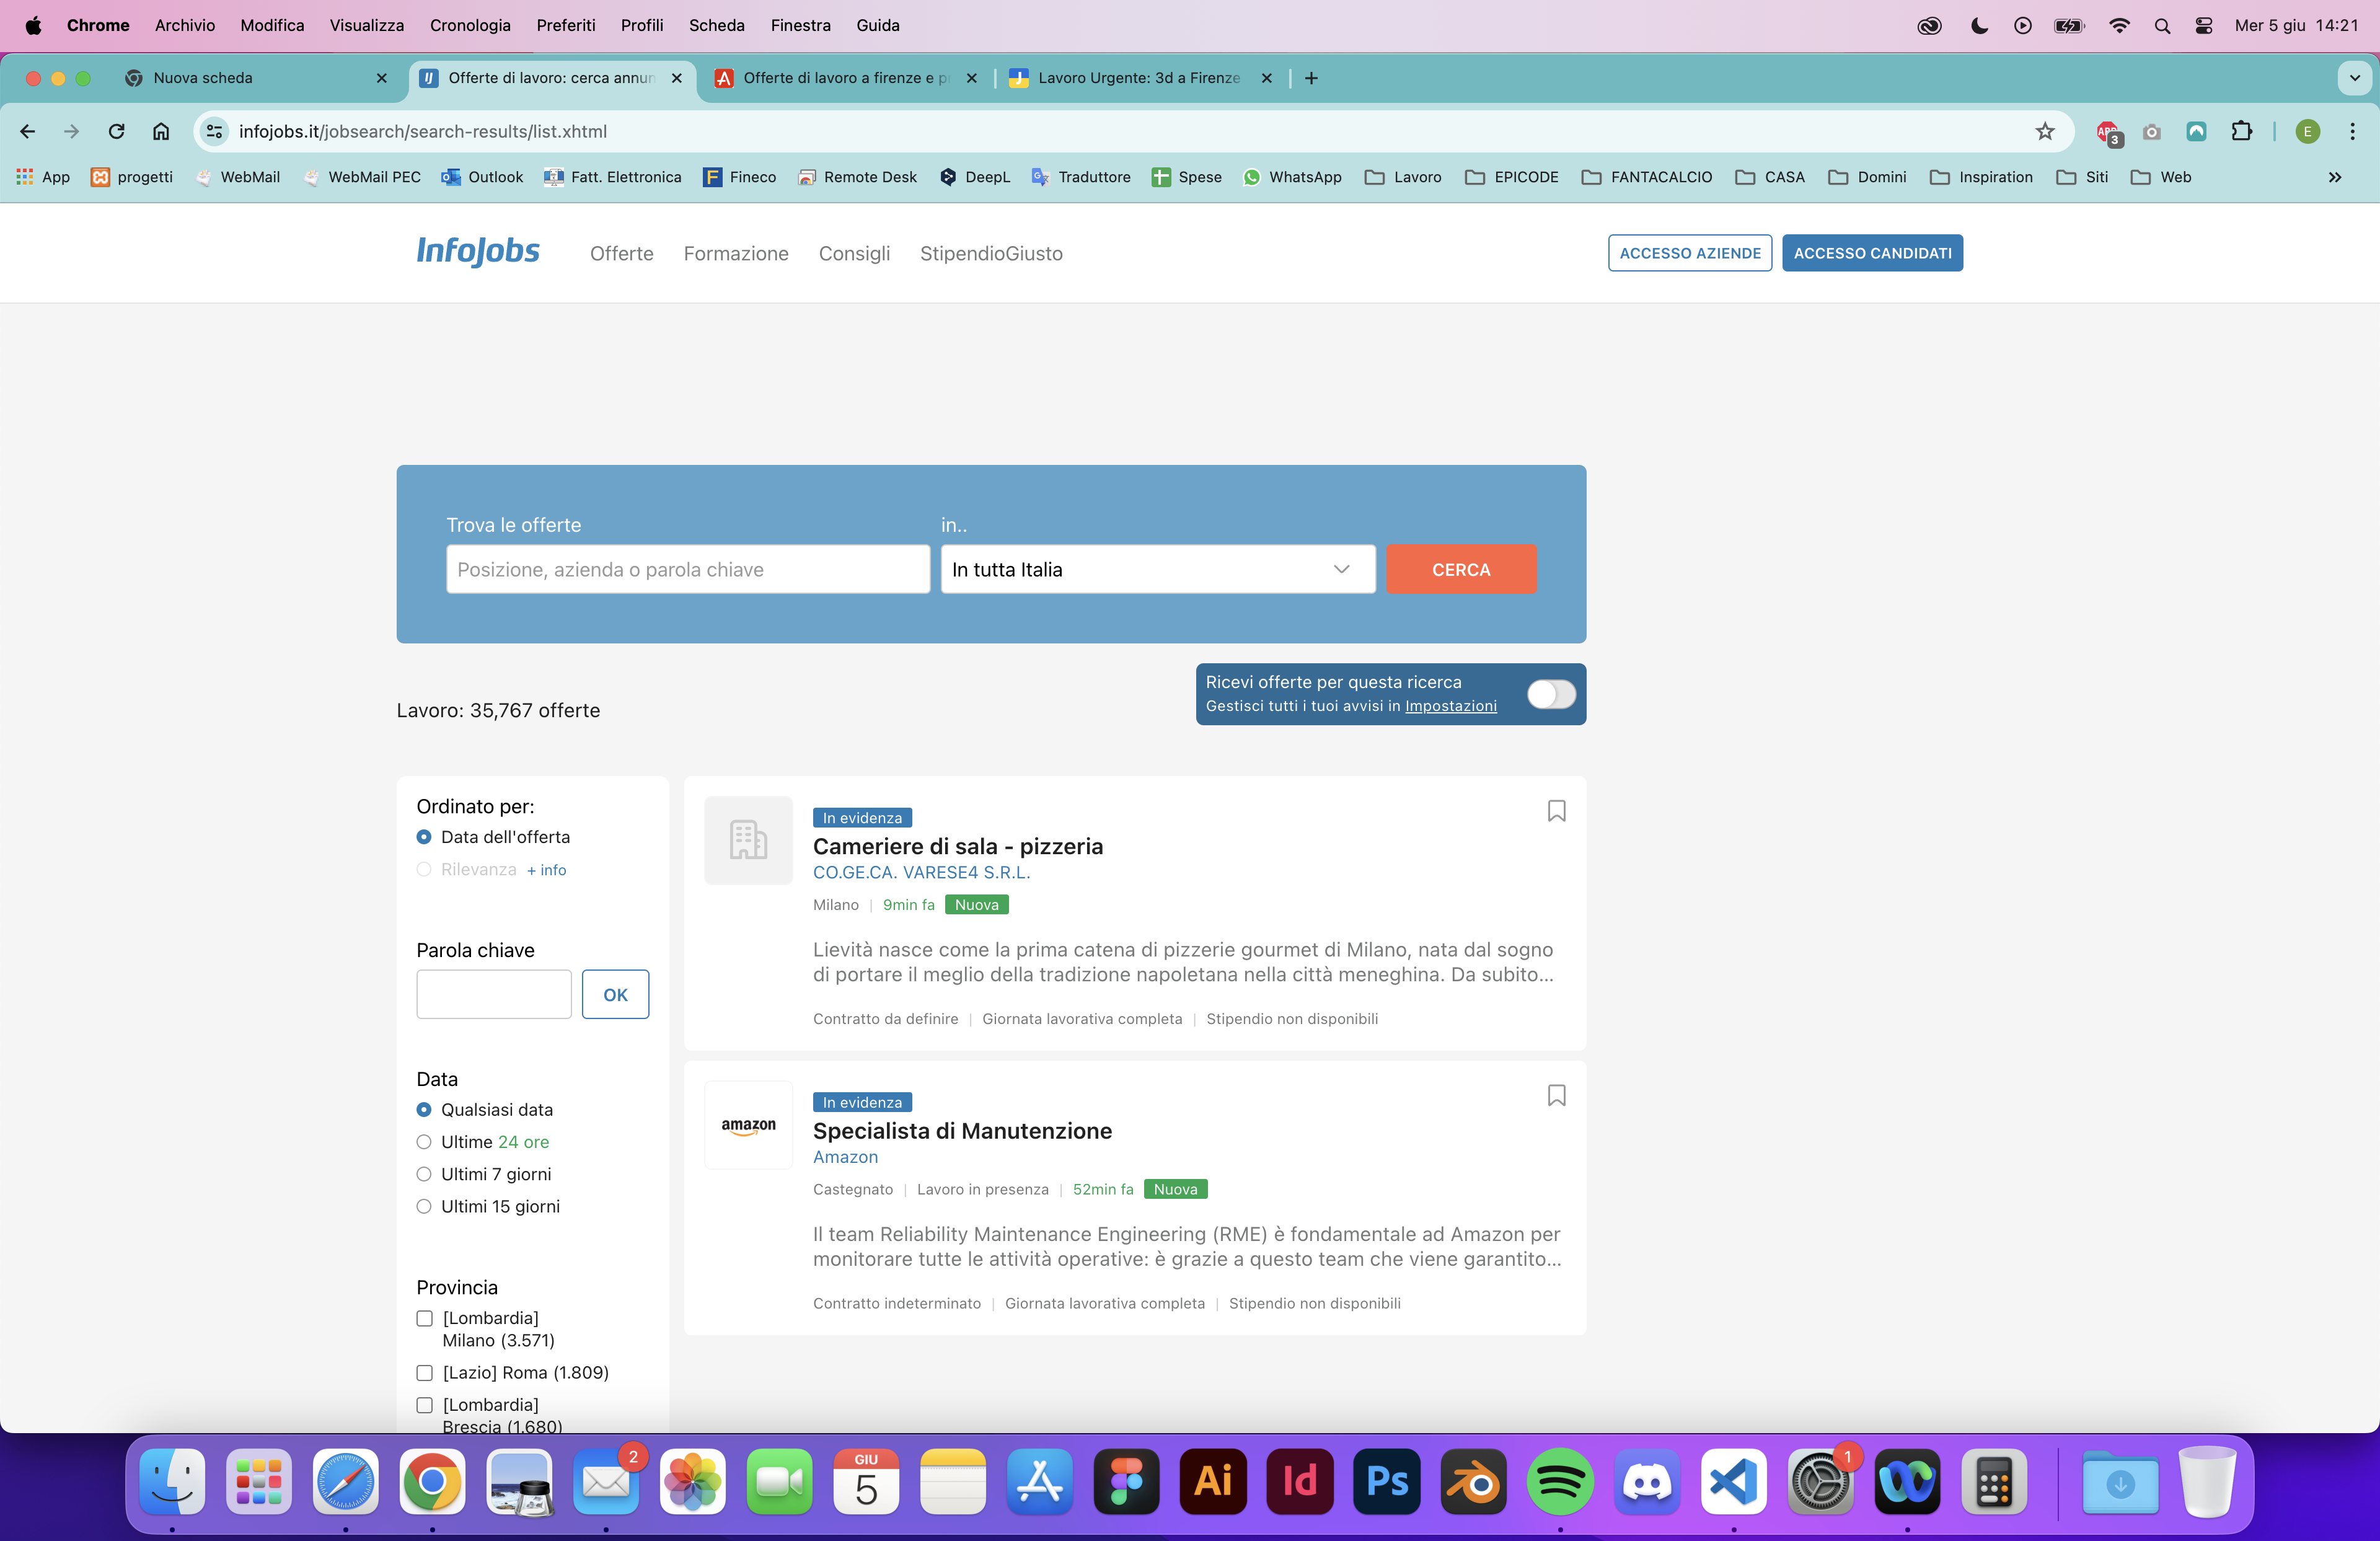 Chrome Archivio Modifica Visualizza Cronologia Preferiti Profili Scheda Finestra Guida Mer 5 giu 14:21
Nuova scheda Offerte di lavoro: cerca annun Offerte di lavoro a firenze e p Lavoro Urgente: 3d a Firenze
infojobs.it/jobsearch/search-results/list.xhtml ABP 3 E
App progetti WebMail WebMail PEC Outlook Fatt. Elettronica Fineco Remote Desk DeepL Traduttore Spese WhatsApp Lavoro EPICODE FANTACALCIO CASA Domini Inspiration Siti Web
InfoJobs Offerte Formazione Consigli StipendioGiusto ACCESSO AZIENDE ACCESSO CANDIDATI
Trova le offerte in..
Posizione, azienda o parola chiave In tutta Italia CERCA
Lavoro: 35,767 offerte
Ricevi offerte per questa ricerca
Gestisci tutti i tuoi avvisi in Impostazioni
Ordinato per:
Data dell'offerta
Rilevanza + info
Parola chiave
OK
Data
Qualsiasi data
Ultime 24 ore
Ultimi 7 giorni
Ultimi 15 giorni
Provincia
[Lombardia]
Milano (3.571)
[Lazio] Roma (1.809)
[Lombardia]
Brescia (1.680)
In evidenza
Cameriere di sala - pizzeria
CO.GE.CA. VARESE4 S.R.L.
Milano | 9min fa Nuova
Lievità nasce come la prima catena di pizzerie gourmet di Milano, nata dal sogno
di portare il meglio della tradizione napoletana nella città meneghina. Da subito...
Contratto da definire | Giornata lavorativa completa | Stipendio non disponibili
amazon
In evidenza
Specialista di Manutenzione
Amazon
Castegnato | Lavoro in presenza | 52min fa Nuova
Il team Reliability Maintenance Engineering (RME) è fondamentale ad Amazon per
monitorare tutte le attività operative: è grazie a questo team che viene garantito...
Contratto indeterminato | Giornata lavorativa completa | Stipendio non disponibili
2 GIU 5 Ai Id Ps 1